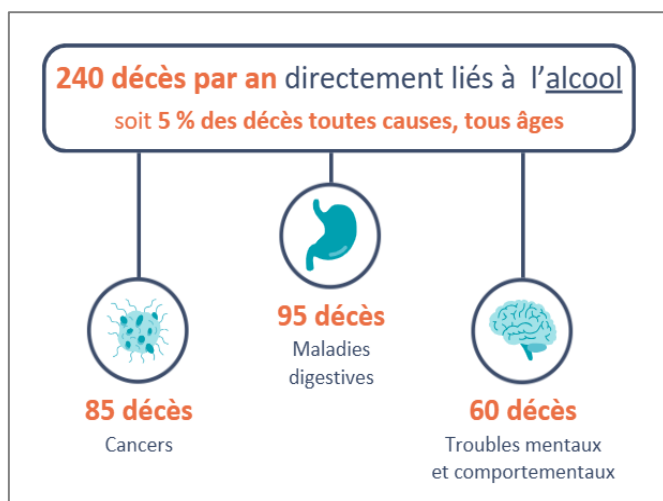 240 décès par an directement liés à l'alcool
soit 5 % des décès toutes causes, tous âges
95 décès
Maladies
digestives
85 décès
Cancers
60 décès
Troubles mentaux
et comportementaux